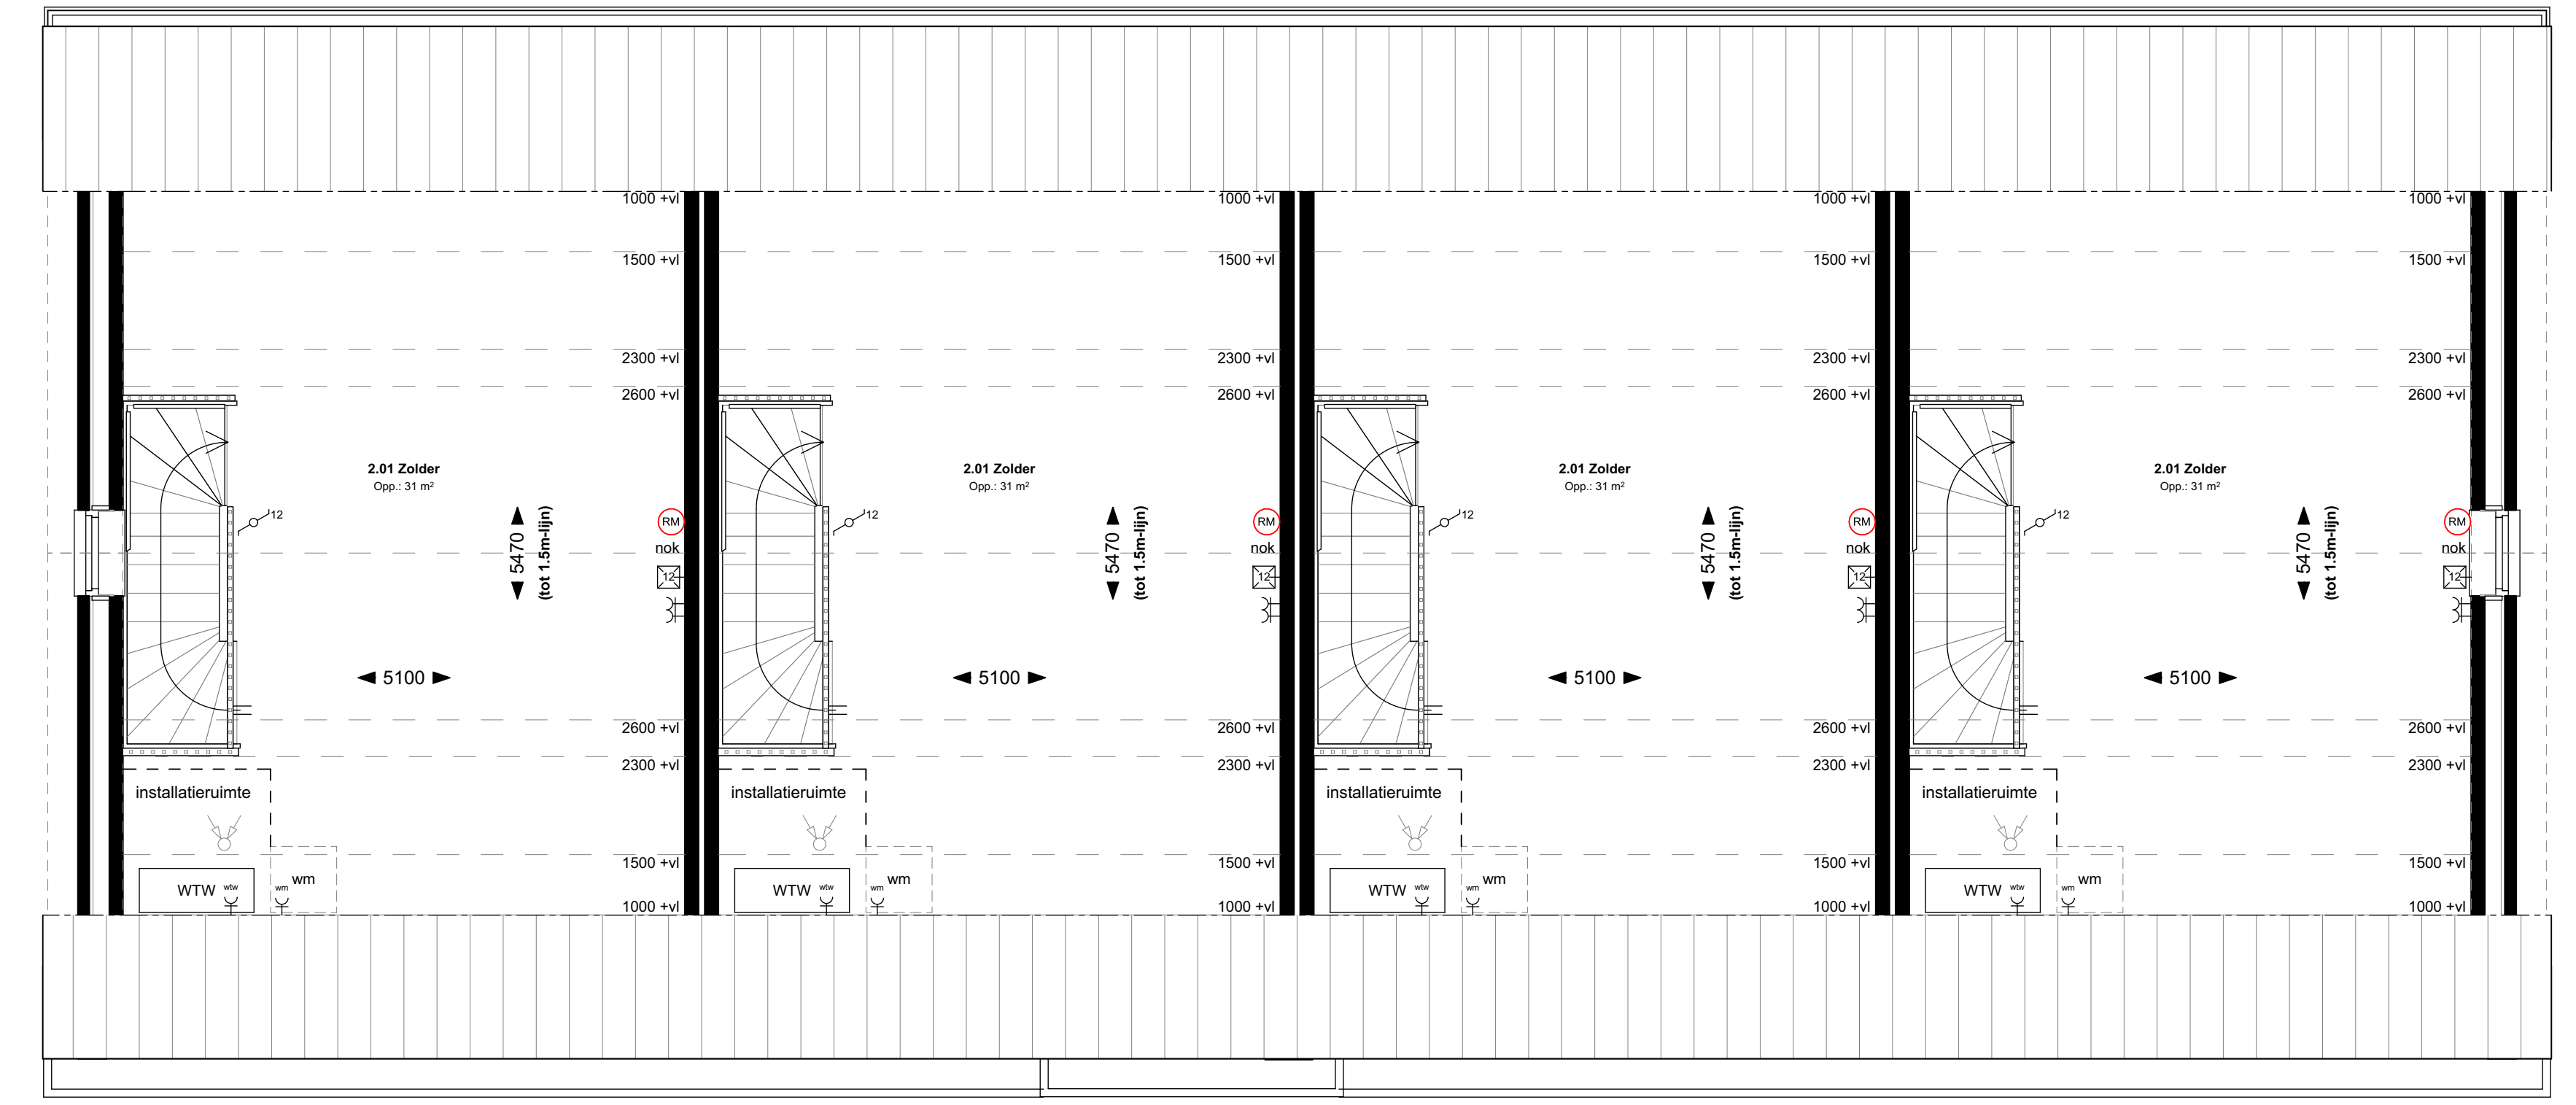 1000 +vl
1000 +vl
1000 +vl
1000 +vl
1500 +vl
1500 +vl
1500 +vl
1500 +vl
2300 +vl
2300 +vl
2300 +vl
2300 +vl
2600 +vl
2600 +vl
2600 +vl
2600 +vl
2.01 Zolder
Opp.: 31 m²
2.01 Zolder
Opp.: 31 m²
2.01 Zolder
Opp.: 31 m²
2.01 Zolder
Opp.: 31 m²
12
5470
(tot 1.5m-lijn)
RM
nok
12
12
5470
(tot 1.5m-lijn)
RM
nok
12
12
5470
(tot 1.5m-lijn)
RM
nok
12
12
5470
(tot 1.5m-lijn)
RM
nok
12
5100
5100
5100
5100
2600 +vl
2600 +vl
2600 +vl
2600 +vl
2300 +vl
2300 +vl
2300 +vl
2300 +vl
installatieruimte
installatieruimte
installatieruimte
installatieruimte
1500 +vl
1500 +vl
1500 +vl
1500 +vl
WTW wtw wm wm
WTW wtw wm wm
WTW wtw wm wm
WTW wtw wm wm
1000 +vl
1000 +vl
1000 +vl
1000 +vl